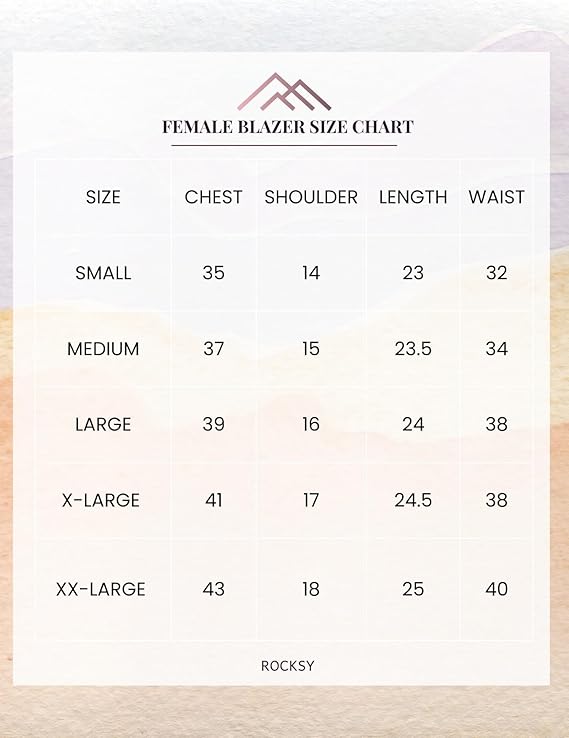 FEMALE BLAZER SIZE CHART
SIZE CHEST SHOULDER LENGTH WAIST
SMALL 35 14 23 32
MEDIUM 37 15 23.5 34
LARGE 39 16 24 38
X-LARGE 41 17 24.5 38
XX-LARGE 43 18 25 40
ROCKSY